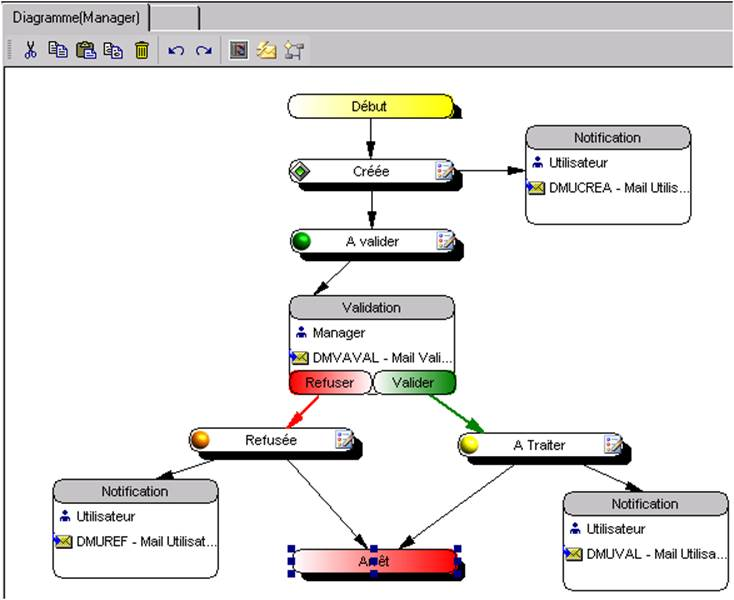 Diagramme(Manager)
Début
Créée
Notification
Utilisateur
DMUCREA - Mail Utilis...
A valider
Validation
Manager
DMVAVAL - Mail Vali...
Refuser
Valider
Refusée
A Traiter
Notification
Utilisateur
DMUREF - Mail Utilisat...
Notification
Utilisateur
DMUVAL - Mail Utilisa...
Arrêt